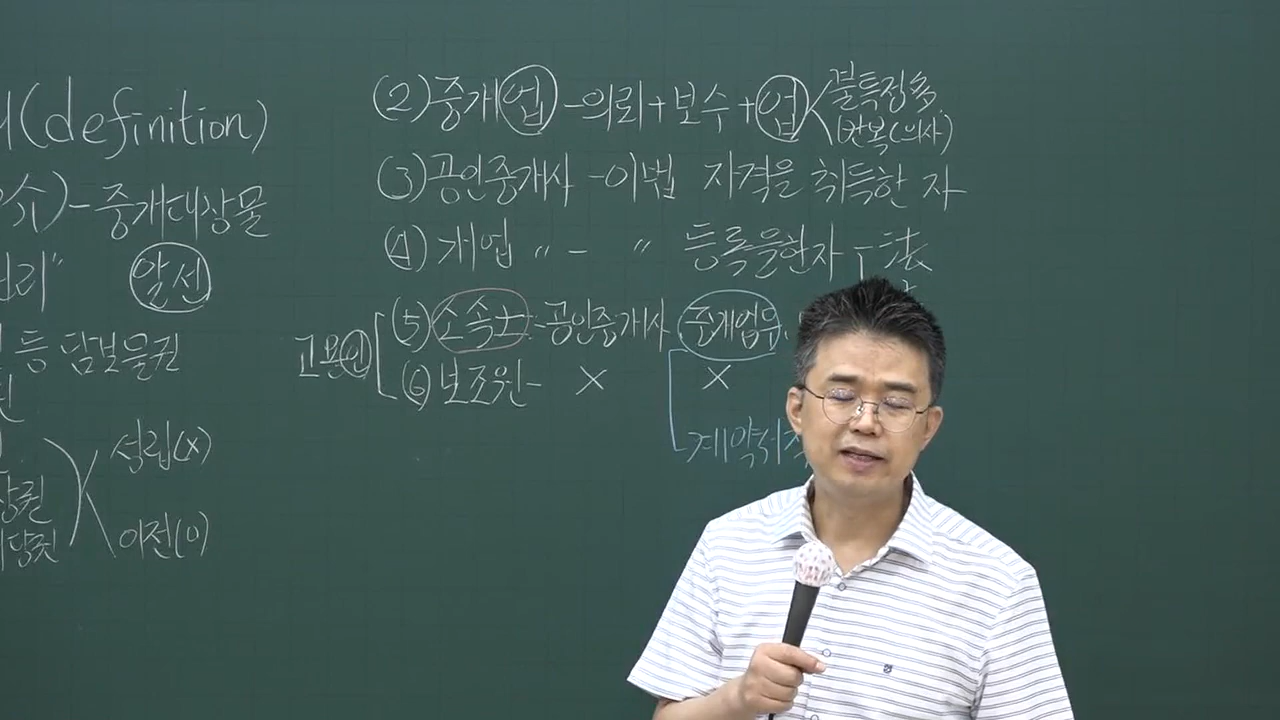 (definition)
-중개대상물
"알선"
등 담보물권
성립(X)
이전(0)
(2) 중개업 - 의뢰 + 보수 + 업 < 불특정多
반복(의사)
(3) 공인중개사 - 이법 자격을 취득한 자
(4) 개업 〃 - 〃 등록을한자 - 法
고용인 [ (5) 소속土 - 공인중개사 중개업무
(6) 보조원 - X X
계약서